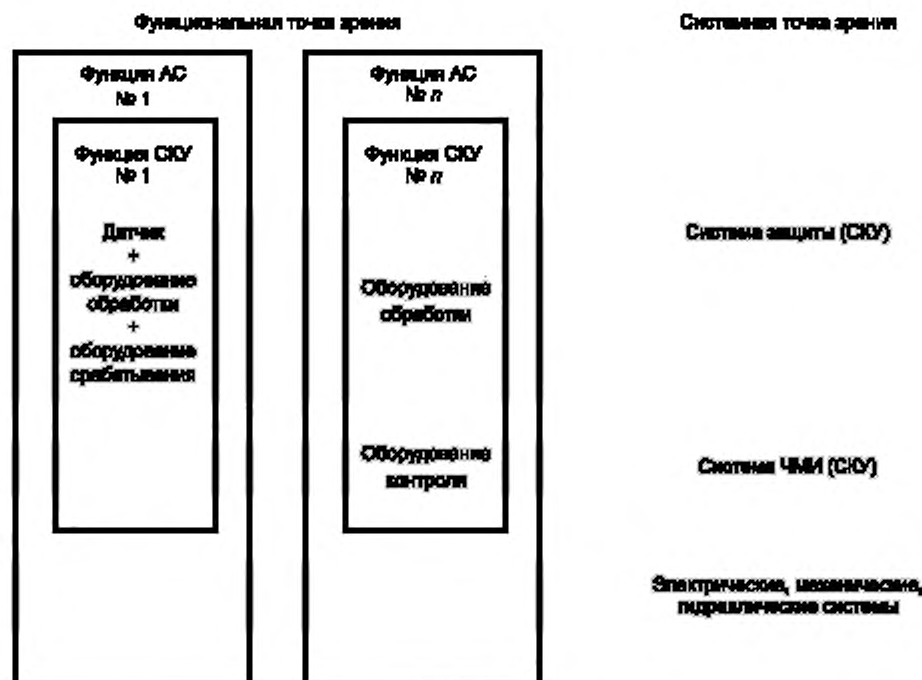 Функциональная точка зрения
Системная точка зрения
Функция АС
№ 1
Функция АС
№ n
Функция СКУ
№ 1
Функция СКУ
№ n
Датчик
+
оборудование
обработки
+
оборудование
срабатывания
Оборудование
обработки
Система защиты (СКУ)
Оборудование
контроля
Система ЧМИ (СКУ)
Электрические, механические,
гидравлические системы